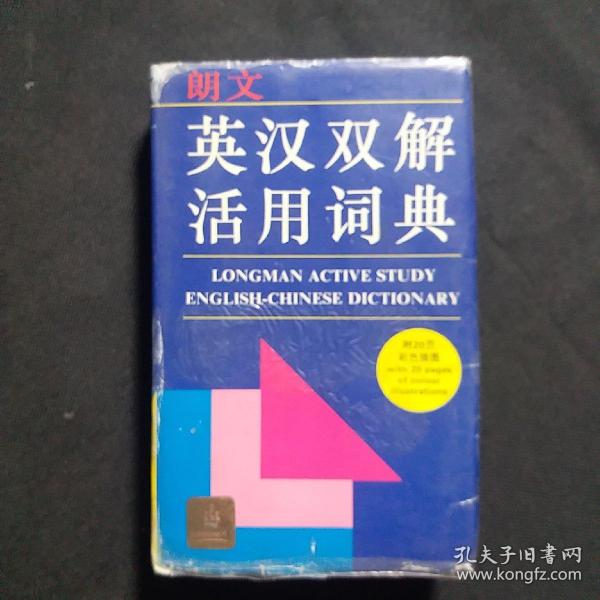 朗文
英汉双解
活用词典
LONGMAN ACTIVE STUDY
ENGLISH-CHINESE DICTIONARY
附20页
彩色插图
with 20 pages
of colour
illustrations
孔夫子旧書网
www.kongfz.com